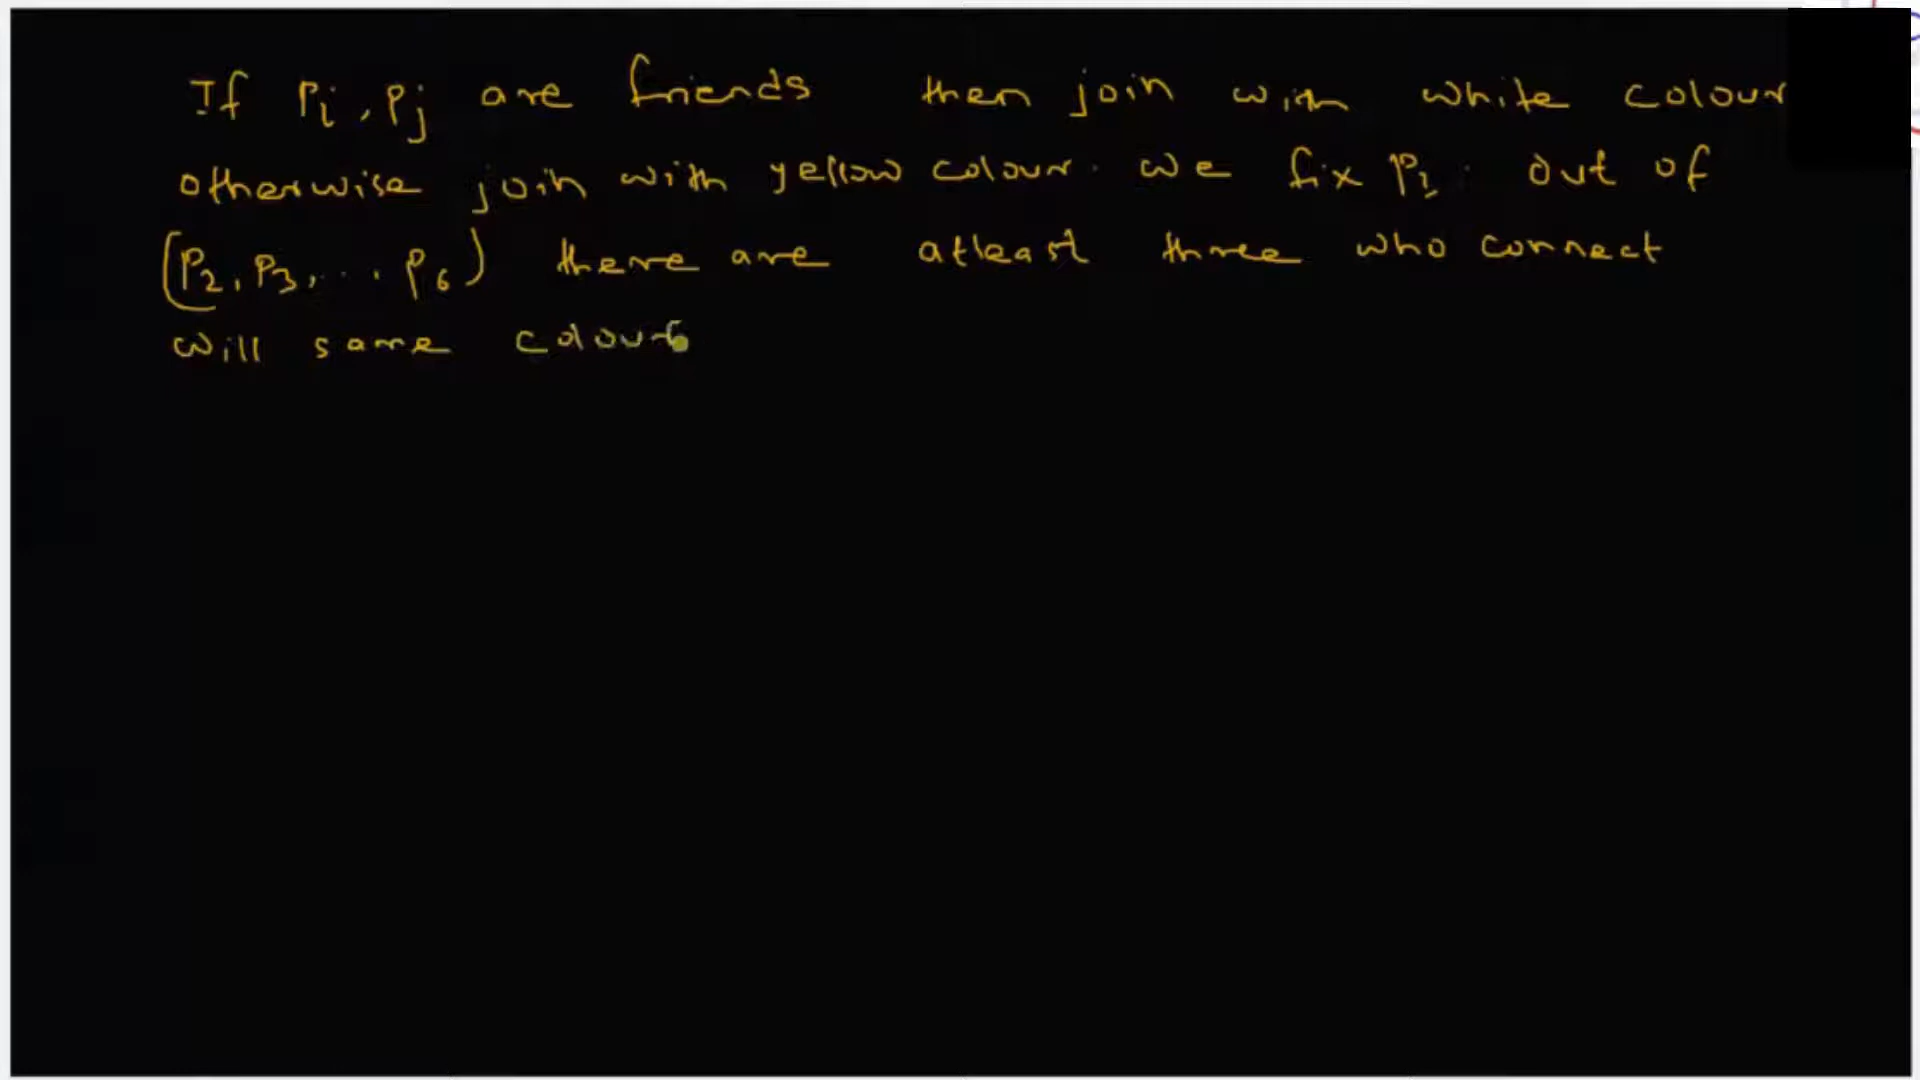 If Pi, Pj are friends then join with white colour
otherwise join with yellow colour. We fix P1. Out of
(P2, P3, ... P6) there are atleast three who connect
will same colour